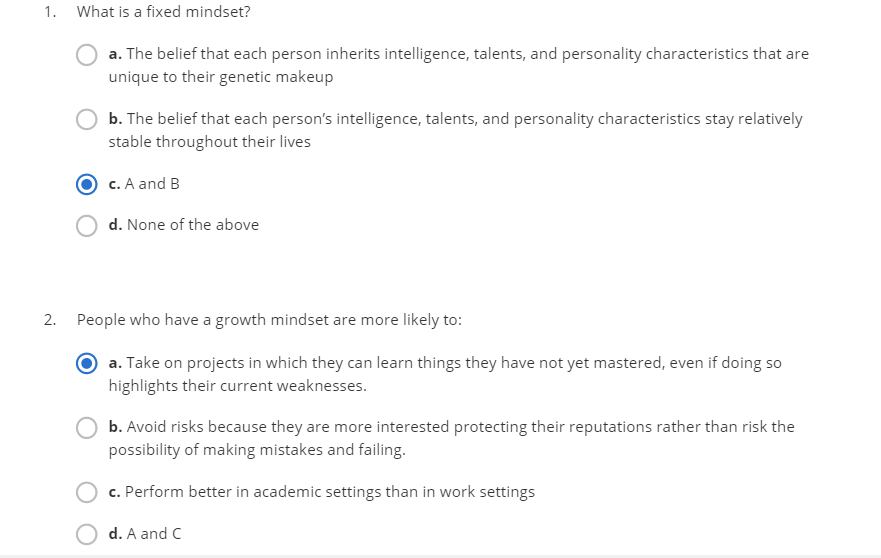 1. What is a fixed mindset?
a. The belief that each person inherits intelligence, talents, and personality characteristics that are
unique to their genetic makeup
b. The belief that each person's intelligence, talents, and personality characteristics stay relatively
stable throughout their lives
c. A and B
d. None of the above
2. People who have a growth mindset are more likely to:
a. Take on projects in which they can learn things they have not yet mastered, even if doing so
highlights their current weaknesses.
b. Avoid risks because they are more interested protecting their reputations rather than risk the
possibility of making mistakes and failing.
c. Perform better in academic settings than in work settings
d. A and C